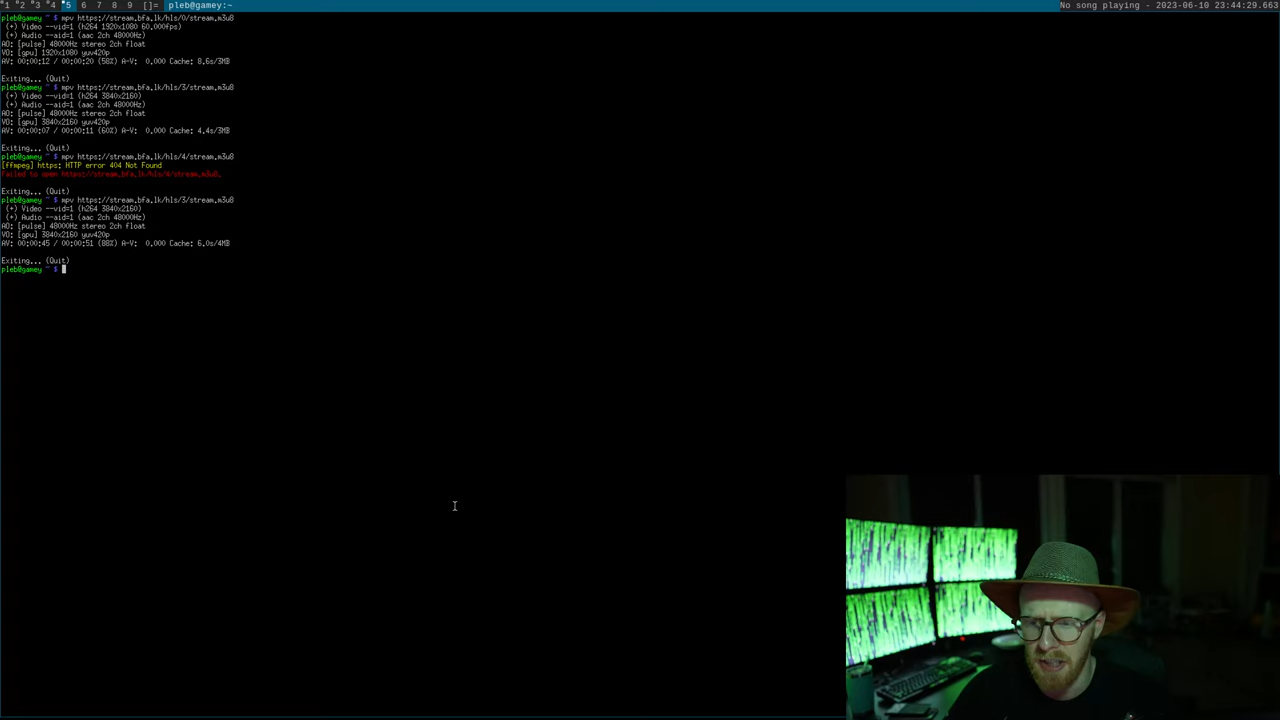 1 2 3 4 5 6 7 8 9 []= pleb@gamey:~ No song playing - 2023-06-10 23:44:29.663
pleb@gamey ~ $ mpv https://stream.bfa.lk/hls/0/stream.m3u8
(+) Video --vid=1 (h264 1920x1080 60.000fps)
(+) Audio --aid=1 (aac 2ch 48000Hz)
AO: [pulse] 48000Hz stereo 2ch float
VO: [gpu] 1920x1080 yuv420p
AV: 00:00:12 / 00:00:20 (58%) A-V: 0.000 Cache: 8.6s/3MB
Exiting... (Quit)
pleb@gamey ~ $ mpv https://stream.bfa.lk/hls/3/stream.m3u8
(+) Video --vid=1 (h264 3840x2160)
(+) Audio --aid=1 (aac 2ch 48000Hz)
AO: [pulse] 48000Hz stereo 2ch float
VO: [gpu] 3840x2160 yuv420p
AV: 00:00:07 / 00:00:11 (60%) A-V: 0.000 Cache: 4.4s/3MB
Exiting... (Quit)
pleb@gamey ~ $ mpv https://stream.bfa.lk/hls/4/stream.m3u8
[ffmpeg] https: HTTP error 404 Not Found
Failed to open https://stream.bfa.lk/hls/4/stream.m3u8.
Exiting... (Quit)
pleb@gamey ~ $ mpv https://stream.bfa.lk/hls/3/stream.m3u8
(+) Video --vid=1 (h264 3840x2160)
(+) Audio --aid=1 (aac 2ch 48000Hz)
AO: [pulse] 48000Hz stereo 2ch float
VO: [gpu] 3840x2160 yuv420p
AV: 00:00:45 / 00:00:51 (88%) A-V: 0.000 Cache: 6.0s/4MB
Exiting... (Quit)
pleb@gamey ~ $